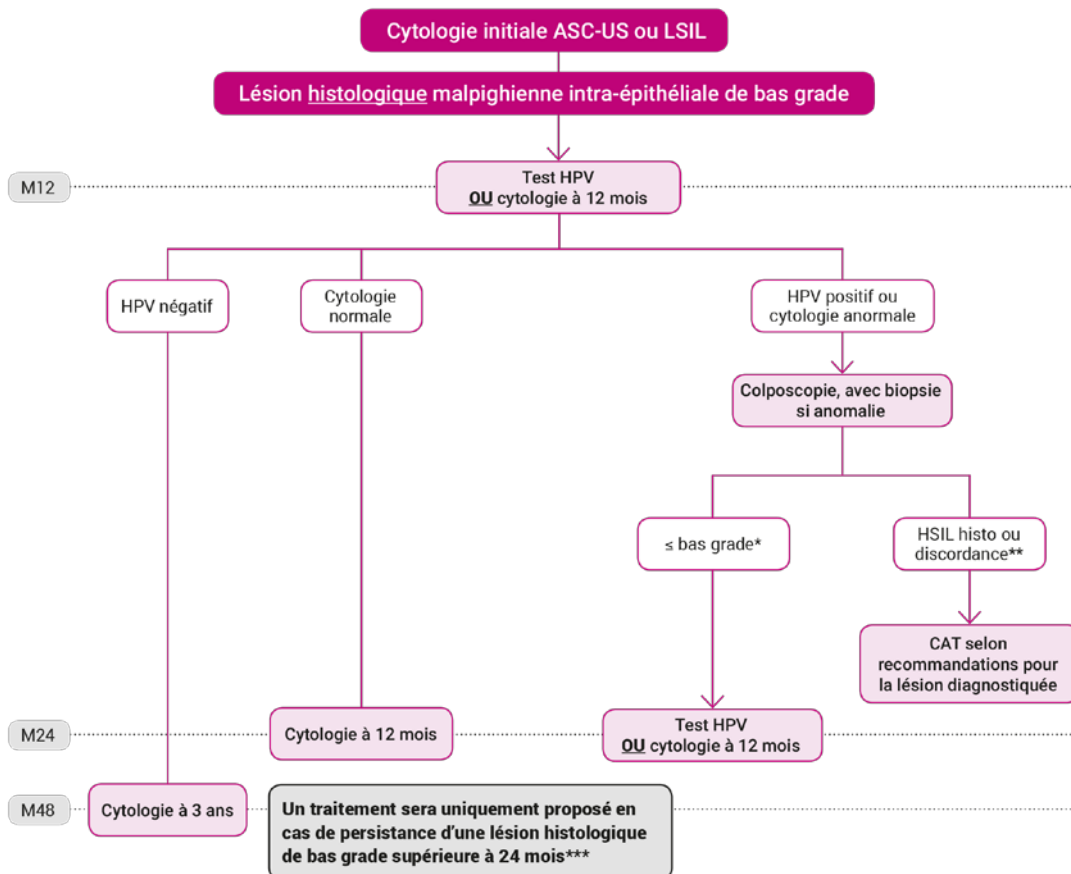 Cytologie initiale ASC-US ou LSIL
Lésion histologique malpighienne intra-épithéliale de bas grade
M12
Test HPV
OU cytologie à 12 mois
HPV négatif
Cytologie
normale
HPV positif ou
cytologie anormale
Colposcopie, avec biopsie
si anomalie
≤ bas grade*
HSIL histo ou
discordance**
CAT selon
recommandations pour
la lésion diagnostiquée
M24
Cytologie à 12 mois
Test HPV
OU cytologie à 12 mois
M48
Cytologie à 3 ans
Un traitement sera uniquement proposé en
cas de persistance d’une lésion histologique
de bas grade supérieure à 24 mois***